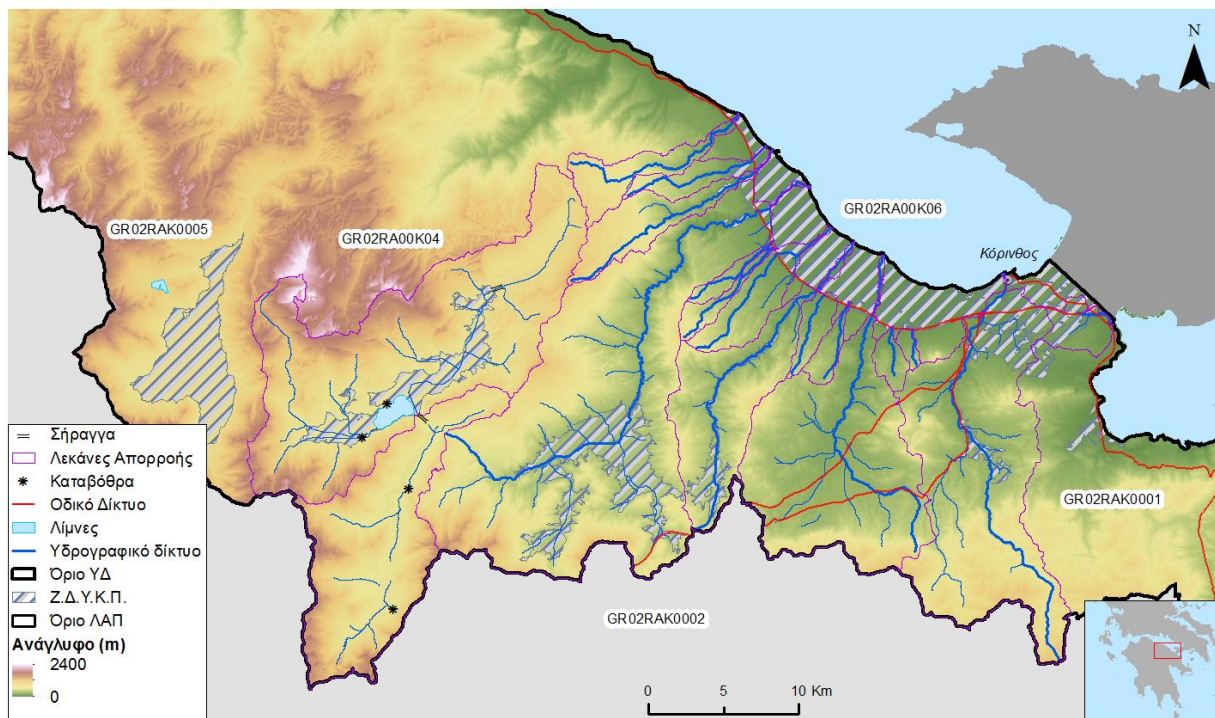 N
GR02RAK0005
GR02RA00K04
GR02RA00K06
Κόρινθος
GR02RAK0001
GR02RAK0002
Σήραγγα
Λεκάνες Απορροής
Καταβόθρα
Οδικό Δίκτυο
Λίμνες
Υδρογραφικό δίκτυο
Όριο ΥΔ
Ζ.Δ.Υ.Κ.Π.
Όριο ΛΑΠ
Ανάγλυφο (m)
2400
0
0 5 10 Km